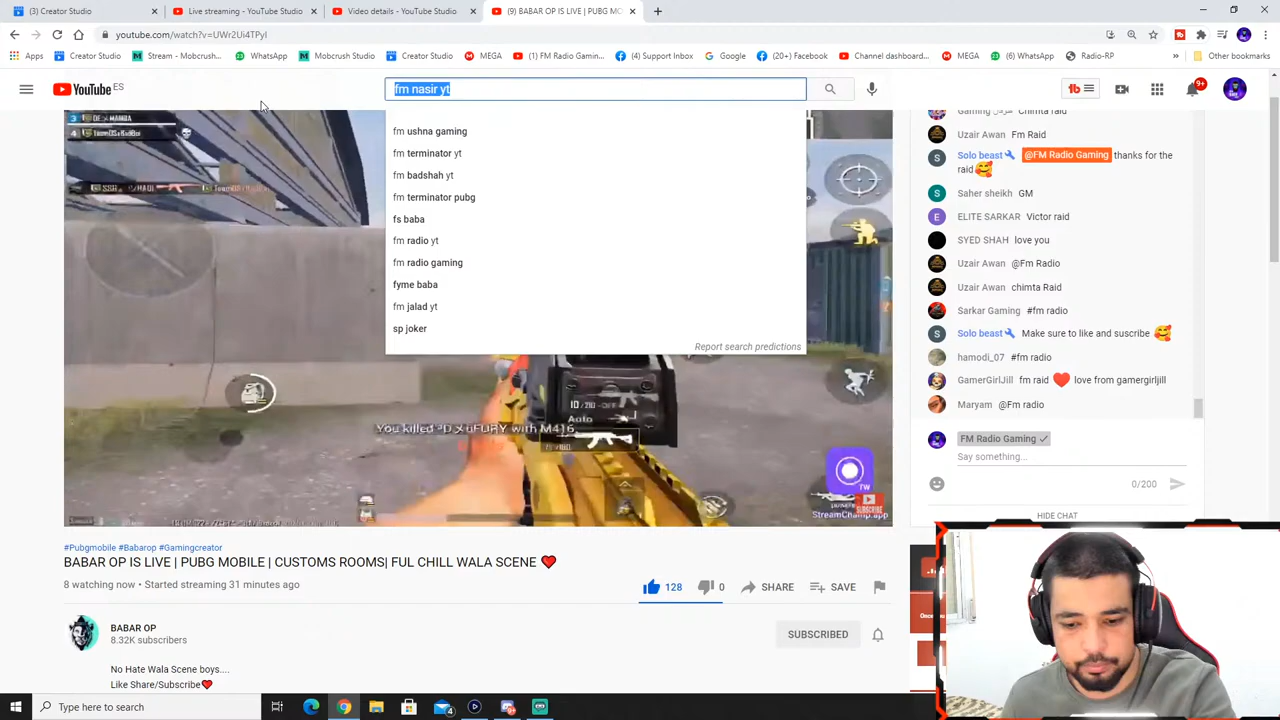 (3) Creator Studio
Live streaming - YouTube Studio
Video details - YouTube Studio
(9) BABAR OP IS LIVE | PUBG MO
youtube.com/watch?v=UWr2Ui4TPyI
Apps
Creator Studio
Stream - Mobcrush...
WhatsApp
Mobcrush Studio
Creator Studio
MEGA
(1) FM Radio Gamin...
(4) Support Inbox
Google
MEGA
Channel dashboard...
(6) WhatsApp
Radio-RP
Other bookmarks
YouTube ES
fm nasir yt
9+
fm ushna gaming
fm terminator yt
fm badshah yt
fm terminator pubg
fs baba
fm radio yt
fm radio gaming
fyme baba
fm jalad yt
sp joker
Report search predictions
3
4
Auto
with M416
TW
SUBSCRIBE
StreamChamp.app
Uzair Awan Fm Raid
Solo beast @FM Radio Gaming thanks for the
raid
Saher sheikh GM
ELITE SARKAR Victor raid
SYED SHAH love you
Uzair Awan @Fm Radio
Uzair Awan chimta Raid
Sarkar Gaming #fm radio
Solo beast Make sure to like and suscribe
hamodi_07 #fm radio
GamerGirlJill fm raid love from gamergirljill
Maryam @Fm radio
FM Radio Gaming
Say something...
0/200
HIDE CHAT
#Pubgmobile #Babarop #Gamingcreator
BABAR OP IS LIVE | PUBG MOBILE | CUSTOMS ROOMS| FUL CHILL WALA SCENE
8 watching now • Started streaming 31 minutes ago
128
0
SHARE
SAVE
BABAR OP
8.32K subscribers
SUBSCRIBED
No Hate Wala Scene boys....
Like Share/Subscribe
Type here to search